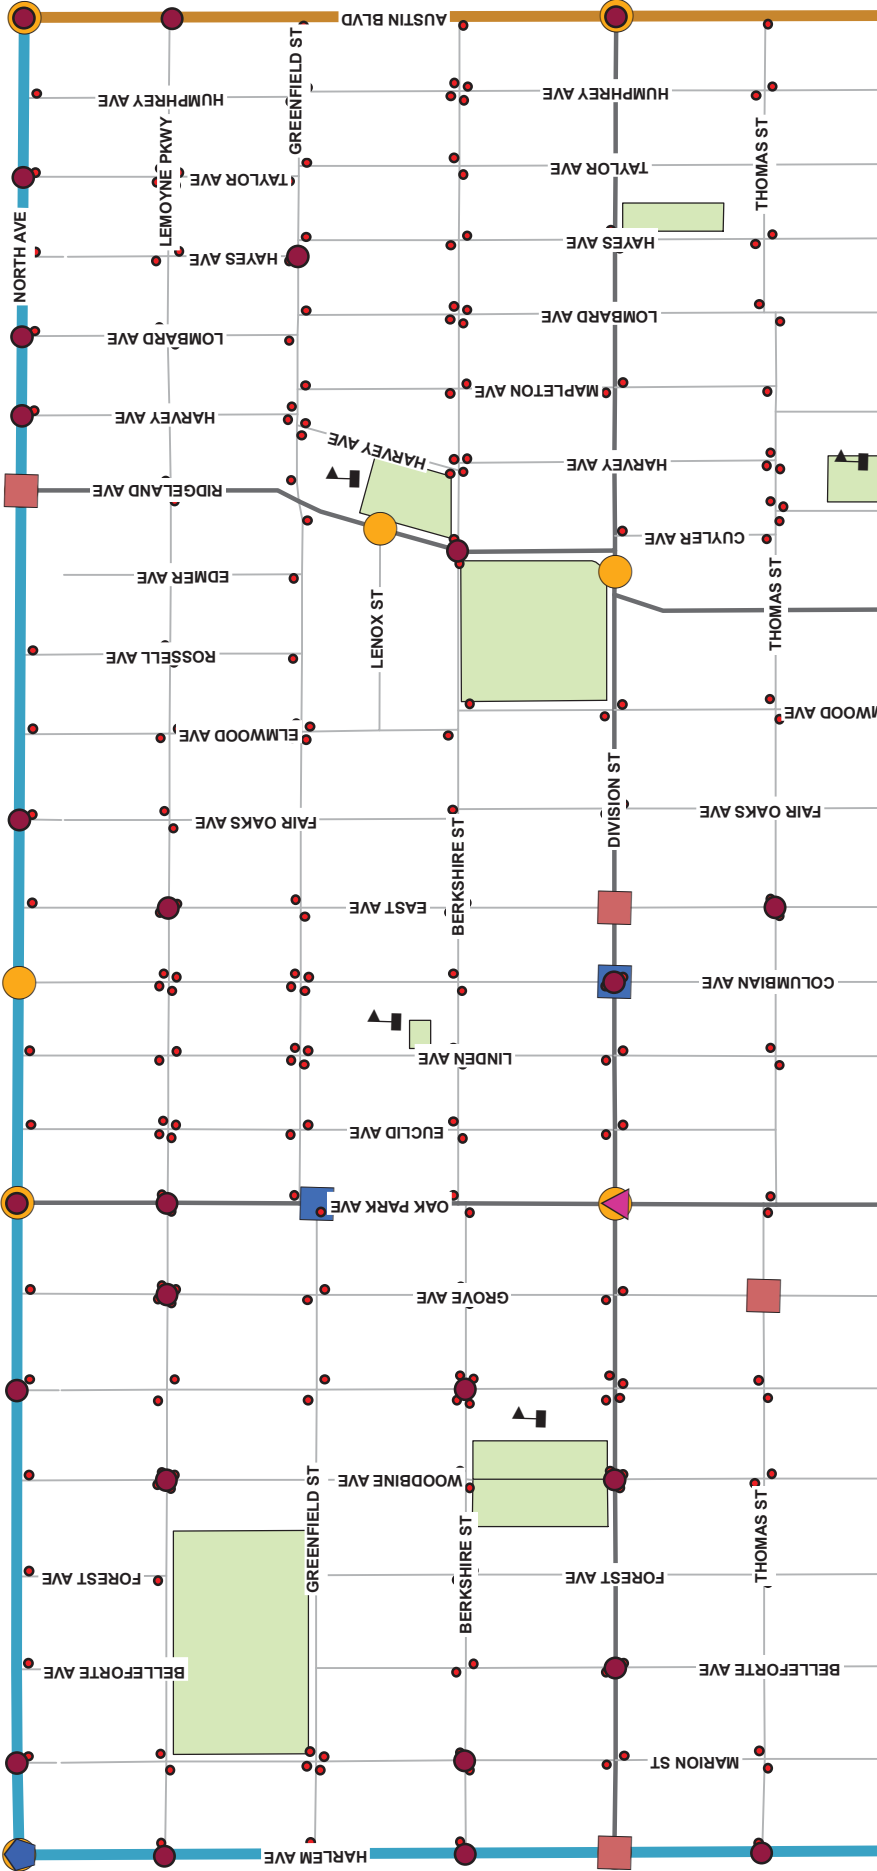 AUSTIN BLVD
GREENFIELD ST
HUMPHREY AVE
HUMPHREY AVE
LEMOYNE PKWY
THOMAS ST
TAYLOR AVE
TAYLOR AVE
NORTH AVE
HAYES AVE
HAYES AVE
LOMBARD AVE
LOMBARD AVE
MAPLETON AVE
HARVEY AVE
HARVEY AVE
HARVEY AVE
RIDGELAND AVE
CUYLER AVE
EDMER AVE
LENOX ST
THOMAS ST
ROSSELL AVE
ELMWOOD AVE
MWOOD AVE
DIVISION ST
FAIR OAKS AVE
FAIR OAKS AVE
BERKSHIRE ST
EAST AVE
COLUMBIAN AVE
LINDEN AVE
EUCLID AVE
OAK PARK AVE
GROVE AVE
WOODBINE AVE
GREENFIELD ST
BERKSHIRE ST
THOMAS ST
FOREST AVE
FOREST AVE
BELLEFORTE AVE
BELLEFORTE AVE
MARION ST
HARLEM AVE